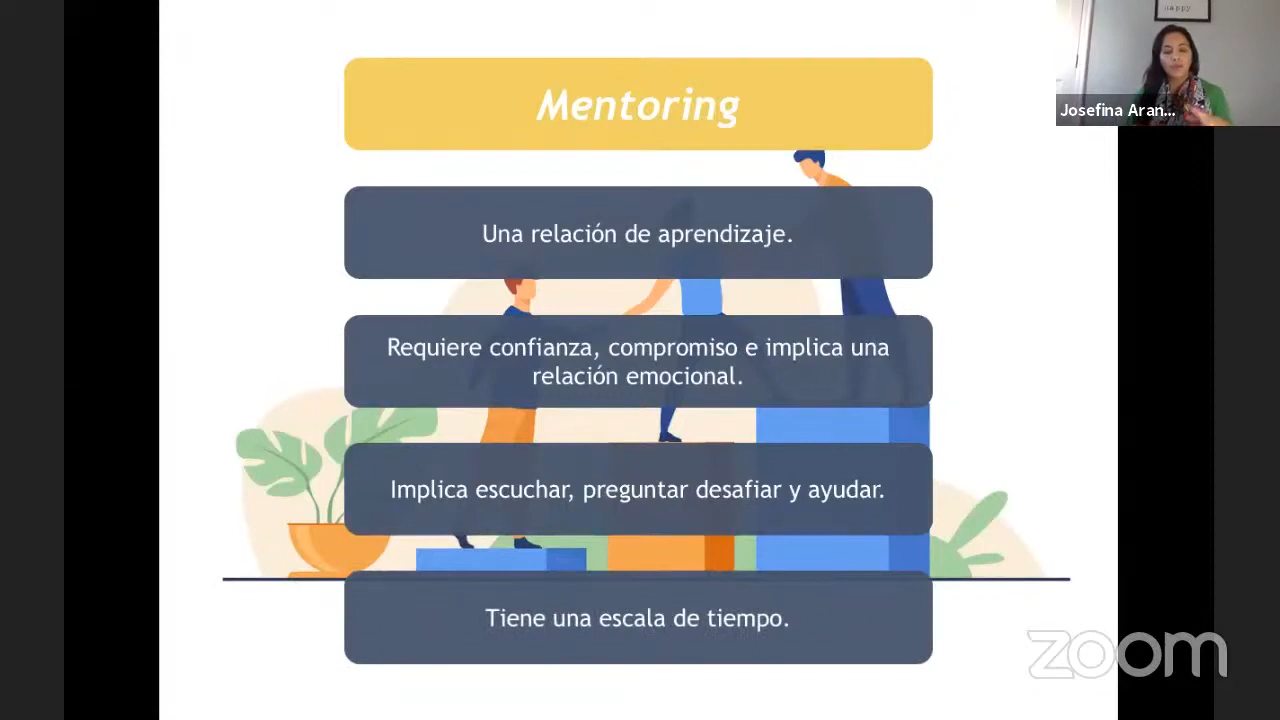 Mentoring
happy
Josefina Aran...
Una relación de aprendizaje.
Requiere confianza, compromiso e implica una
relación emocional.
Implica escuchar, preguntar desafiar y ayudar.
Tiene una escala de tiempo.
zoom